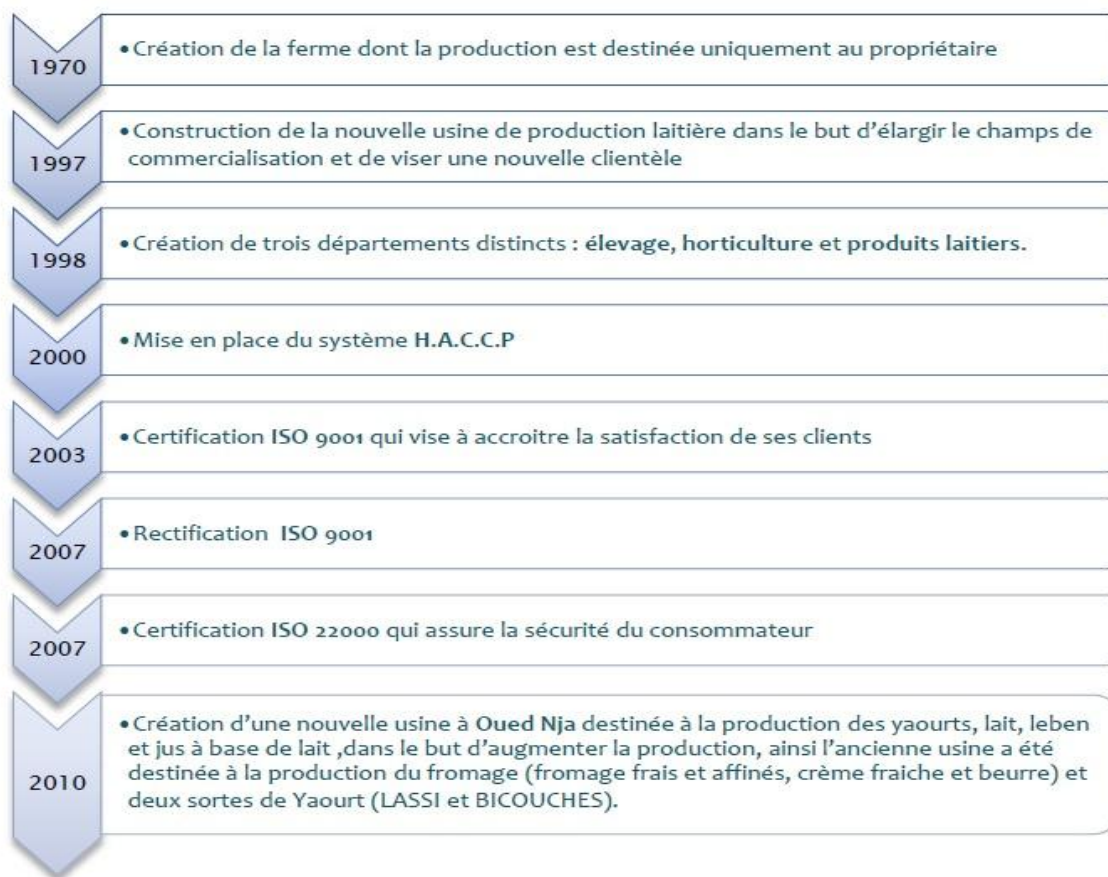 1970
•Création de la ferme dont la production est destinée uniquement au propriétaire
1997
•Construction de la nouvelle usine de production laitière dans le but d'élargir le champs de
commercialisation et de viser une nouvelle clientèle
1998
•Création de trois départements distincts : élevage, horticulture et produits laitiers.
2000
•Mise en place du système H.A.C.C.P
2003
•Certification ISO 9001 qui vise à accroitre la satisfaction de ses clients
2007
•Rectification ISO 9001
2007
•Certification ISO 22000 qui assure la sécurité du consommateur
2010
•Création d'une nouvelle usine à Oued Nja destinée à la production des yaourts, lait, leben
et jus à base de lait ,dans le but d'augmenter la production, ainsi l'ancienne usine a été
destinée à la production du fromage (fromage frais et affinés, crème fraiche et beurre) et
deux sortes de Yaourt (LASSI et BICOUCHES).